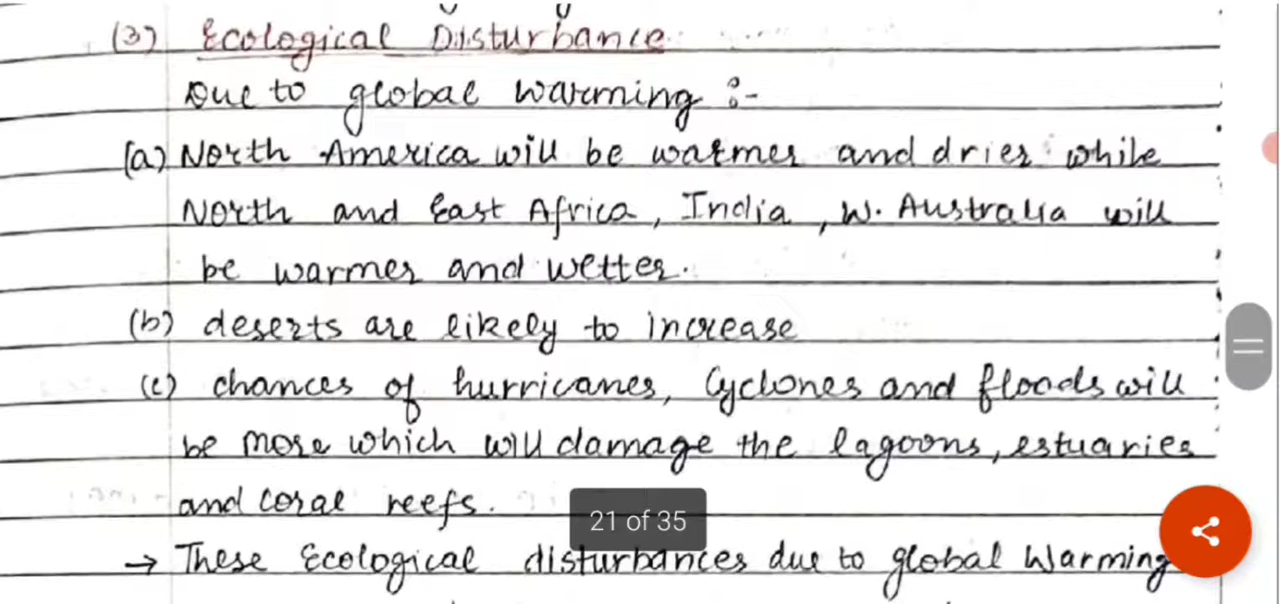 (3) Ecological Disturbance
Due to global warming :-
(a) North America will be warmer and drier while
North and East Africa, India, W. Australia will
be warmer and wetter.
(b) deserts are likely to increase
(c) chances of hurricanes, Cyclones and floods will
be more which will damage the lagoons, estuaries
and coral reefs.
21 of 35
→ These Ecological disturbances due to global Warming